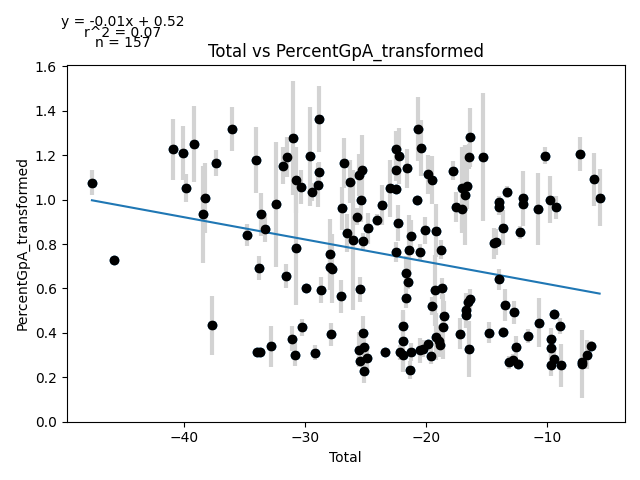 y = -0.01x + 0.52
r^2 = 0.07
n = 157
Total vs PercentGpA_transformed
1.6
1.4
1.2
1.0
0.8
0.6
0.4
0.2
0.0
PercentGpA_transformed
−40
−30
−20
−10
Total